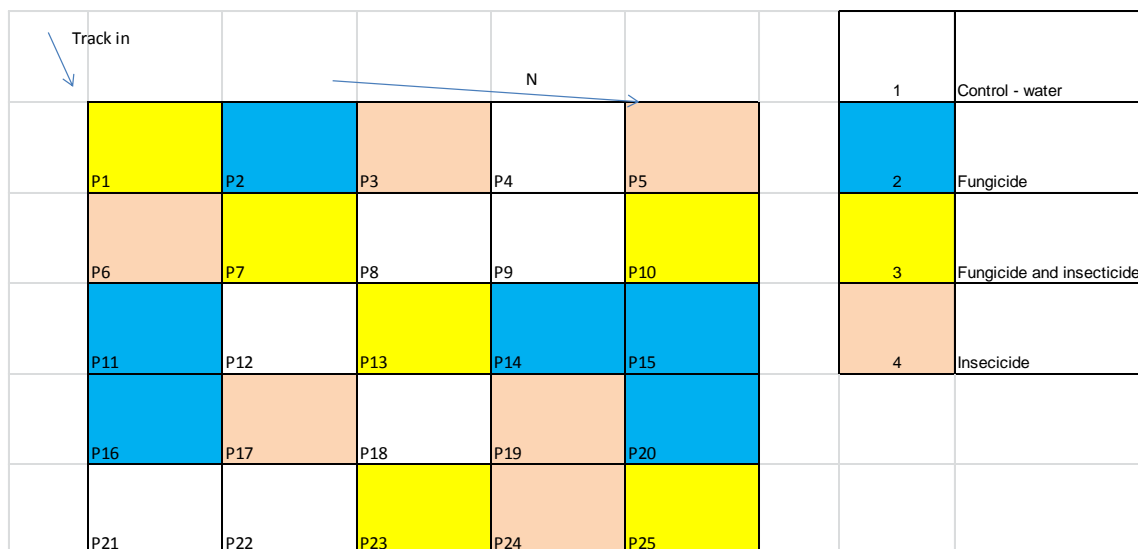 Track in
N
1 Control - water
P1 P2 P3 P4 P5 2 Fungicide
P6 P7 P8 P9 P10 3 Fungicide and insecticide
P11 P12 P13 P14 P15 4 Insecicide
P16 P17 P18 P19 P20
P21 P22 P23 P24 P25